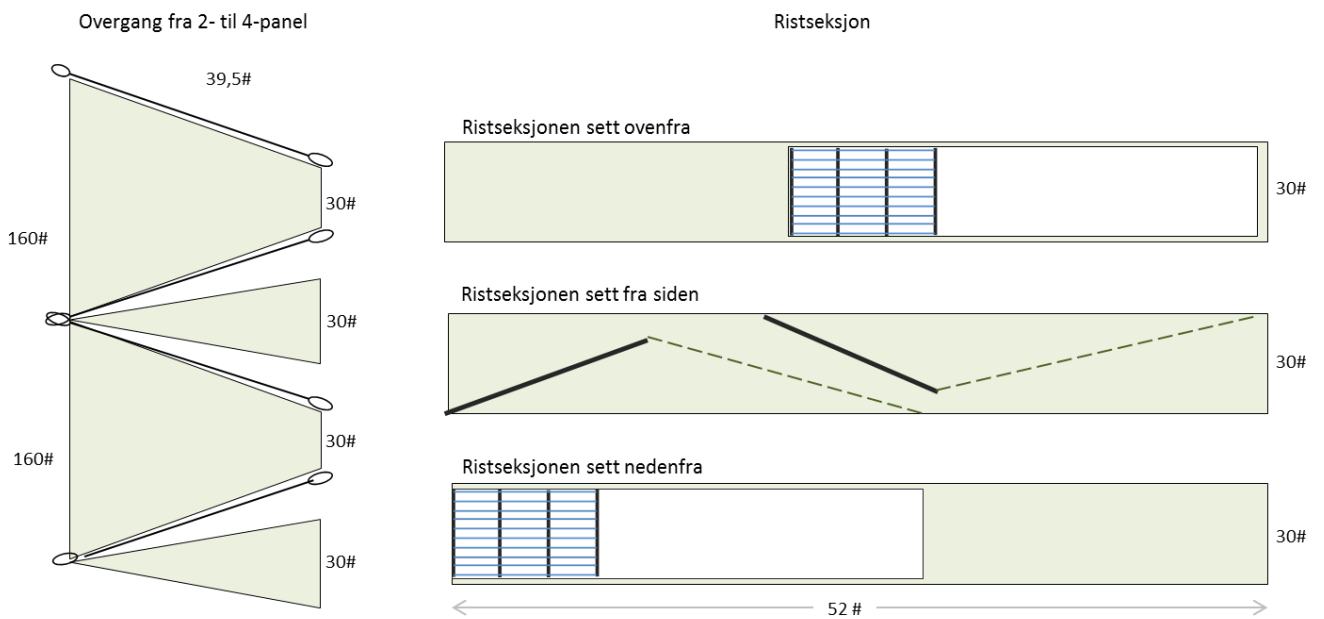 Overgang fra 2- til 4-panel
39,5#
30#
160#
30#
30#
160#
30#
Ristseksjon
Ristseksjonen sett ovenfra
30#
Ristseksjonen sett fra siden
30#
Ristseksjonen sett nedenfra
30#
52 #